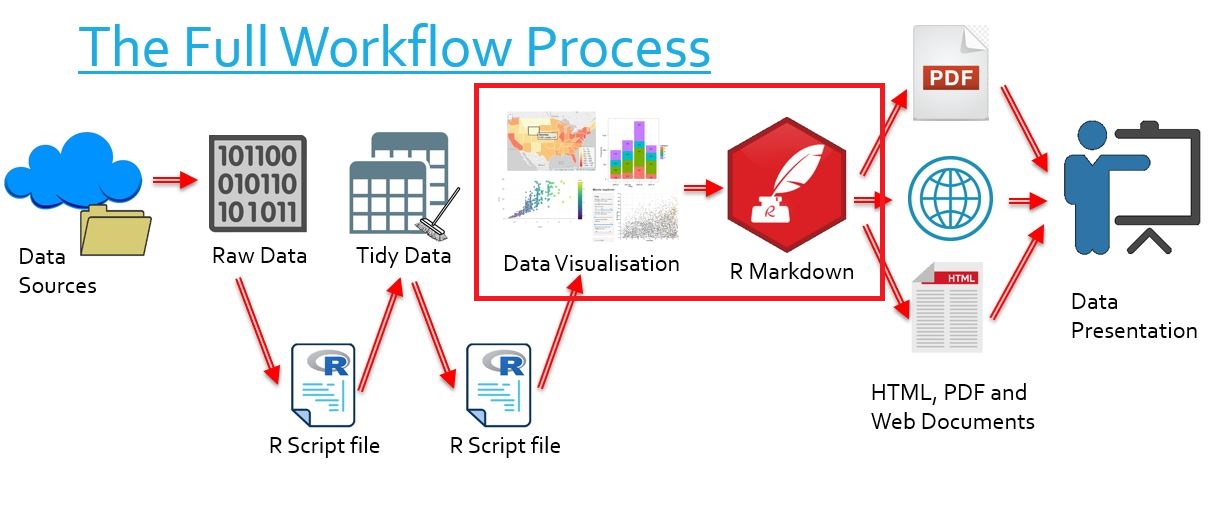 The Full Workflow Process
PDF
101100
010110
101011
Data
Sources
Raw Data
Tidy Data
Data Visualisation
R
R Markdown
HTML
Data
Presentation
R
R Script file
R
R Script file
HTML, PDF and
Web Documents